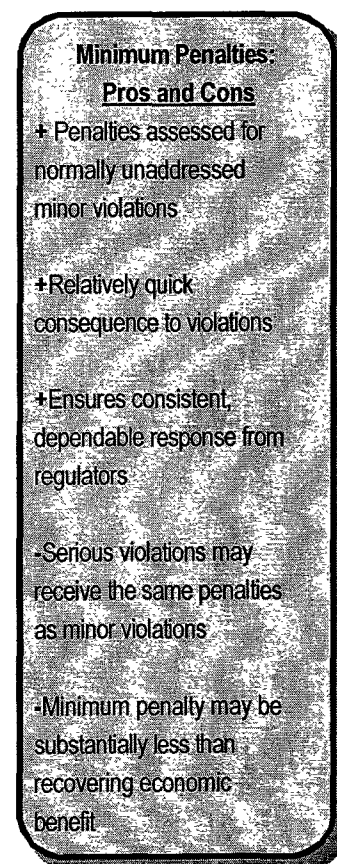 Minimum Penalties:
Pros and Cons
+ Penalties assessed for
normally unaddressed
minor violations
+Relatively quick
consequence to violations
+Ensures consistent,
dependable response from
regulators
-Serious violations may
receive the same penalties
as minor violations
-Minimum penalty may be
substantially less than
recovering economic
benefit